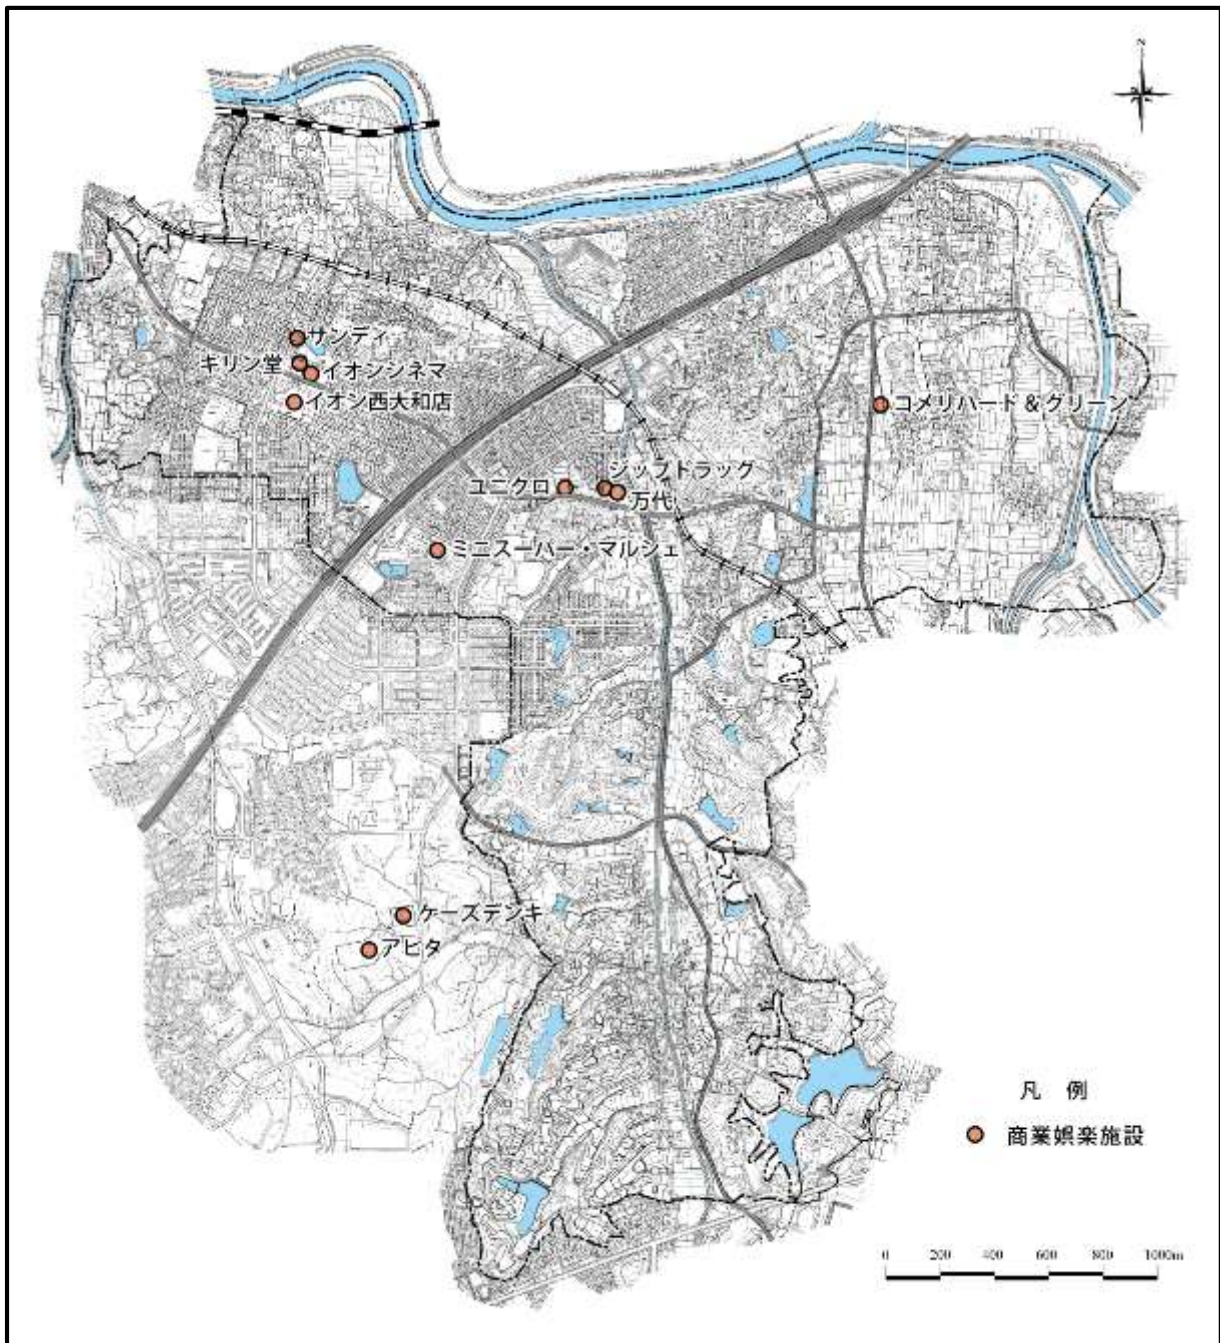 N
サンディ
キリン堂
イオンシネマ
イオン西大和店
コメリハード&グリーン
ジップドラッグ
ユニクロ
万代
ミニスーパー・マルシェ
ケーズデンキ
アピタ
凡 例
商業娯楽施設
0 200 400 600 800 1000m